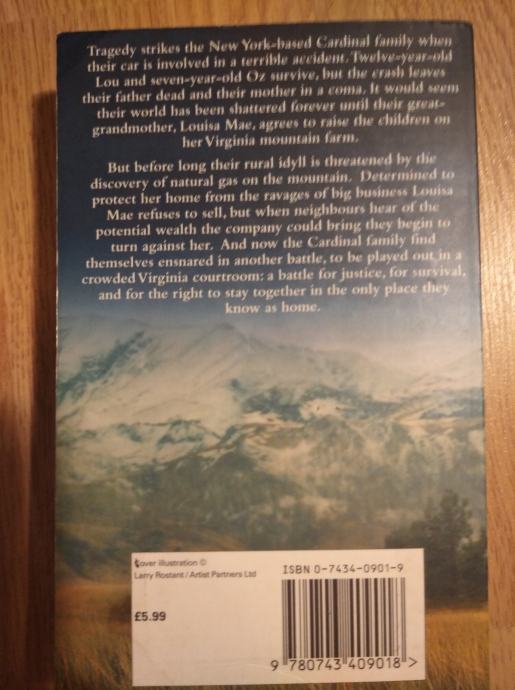 Tragedy strikes the New York-based Cardinal family when
their car is involved in a terrible accident. Twelve-year-old
Lou and seven-year-old Oz survive, but the crash leaves
their father dead and their mother in a coma. It would seem
their world has been shattered forever until their great-
grandmother, Louisa Mae, agrees to raise the children on
her Virginia mountain farm.
But before long their rural idyll is threatened by the
discovery of natural gas on the mountain. Determined to
protect her home from the ravages of big business Louisa
Mae refuses to sell, but when neighbours hear of the
potential wealth the company could bring they begin to
turn against her. And now the Cardinal family find
themselves ensnared in another battle, to be played out in a
crowded Virginia courtroom: a battle for justice, for survival,
and for the right to stay together in the only place they
know as home.
Cover illustration ©
Larry Rostant / Artist Partners Ltd
£5.99
ISBN 0-7434-0901-9
9 780743 409018 >